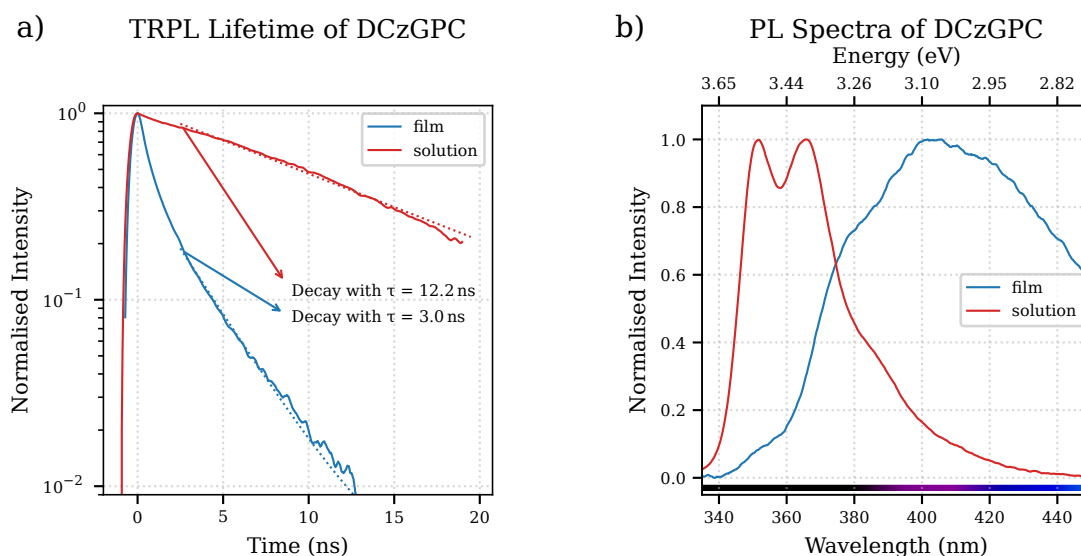 a)
TRPL Lifetime of DCzGPC
10⁰
10⁻¹
10⁻²
Normalised Intensity
film
solution
Decay with τ = 12.2 ns
Decay with τ = 3.0 ns
0 5 10 15 20
Time (ns)
b)
PL Spectra of DCzGPC
Energy (eV)
3.65 3.44 3.26 3.10 2.95 2.82
1.0
0.8
0.6
0.4
0.2
0.0
Normalised Intensity
film
solution
340 360 380 400 420 440
Wavelength (nm)